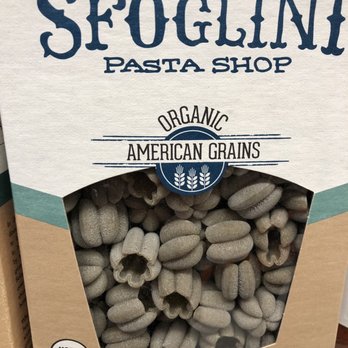 SFOGLINI
PASTA SHOP
ORGANIC
AMERICAN GRAINS